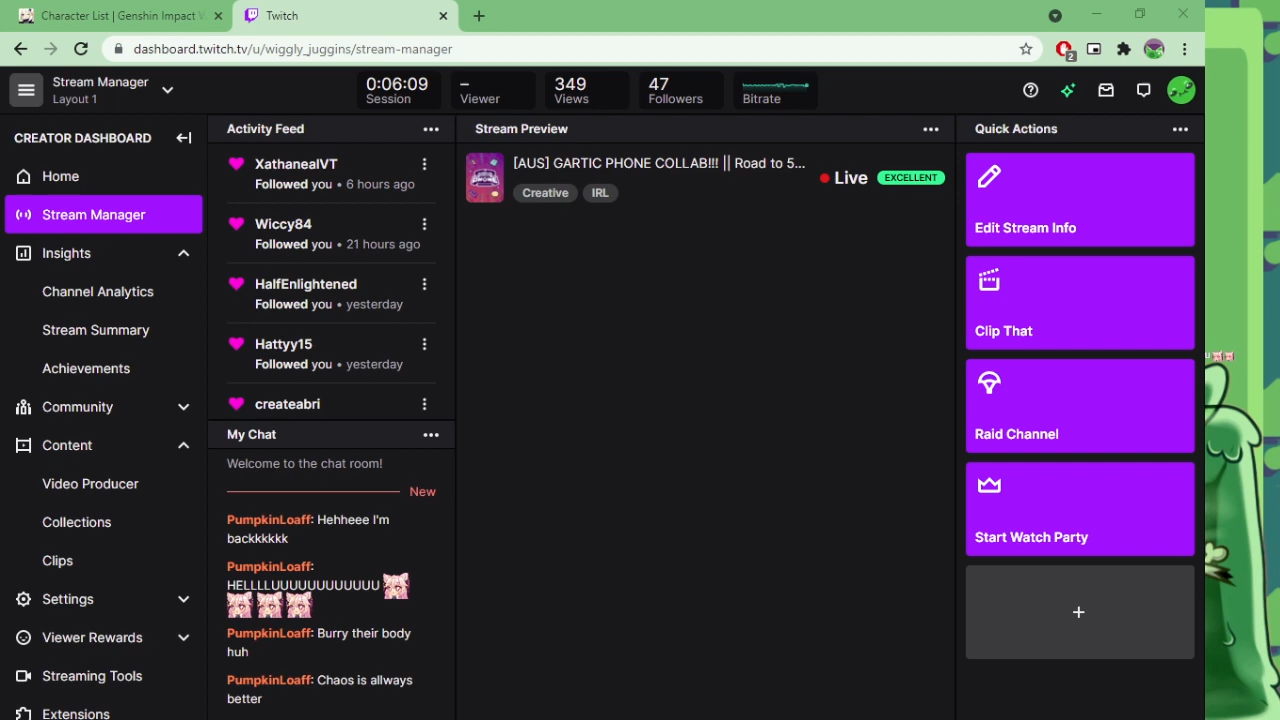 Character List | Genshin Impact W
Twitch
dashboard.twitch.tv/u/wiggly_juggins/stream-manager
2
Stream Manager
Layout 1
0:06:09
Session
–
Viewer
349
Views
47
Followers
Bitrate
CREATOR DASHBOARD
Home
Stream Manager
Insights
Channel Analytics
Stream Summary
Achievements
Community
Content
Video Producer
Collections
Clips
Settings
Viewer Rewards
Streaming Tools
Extensions
Activity Feed
XathanealVT
Followed you • 6 hours ago
Wiccy84
Followed you • 21 hours ago
HalfEnlightened
Followed you • yesterday
Hattyy15
Followed you • yesterday
createabri
My Chat
Welcome to the chat room!
New
PumpkinLoaff: Hehheee I'm
backkkkkk
PumpkinLoaff:
HELLLLUUUUUUUUUUUU
PumpkinLoaff: Burry their body
huh
PumpkinLoaff: Chaos is allways
better
Stream Preview
[AUS] GARTIC PHONE COLLAB!!! || Road to 5...
Creative
IRL
Live
EXCELLENT
Quick Actions
Edit Stream Info
Clip That
Raid Channel
Start Watch Party
+